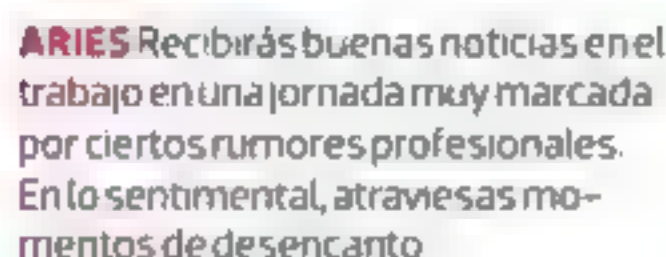 ARIES Recibirás buenas noticias en el
trabajo en una jornada muy marcada
por ciertos rumores profesionales.
En lo sentimental, atraviesas mo-
mentos de desencanto